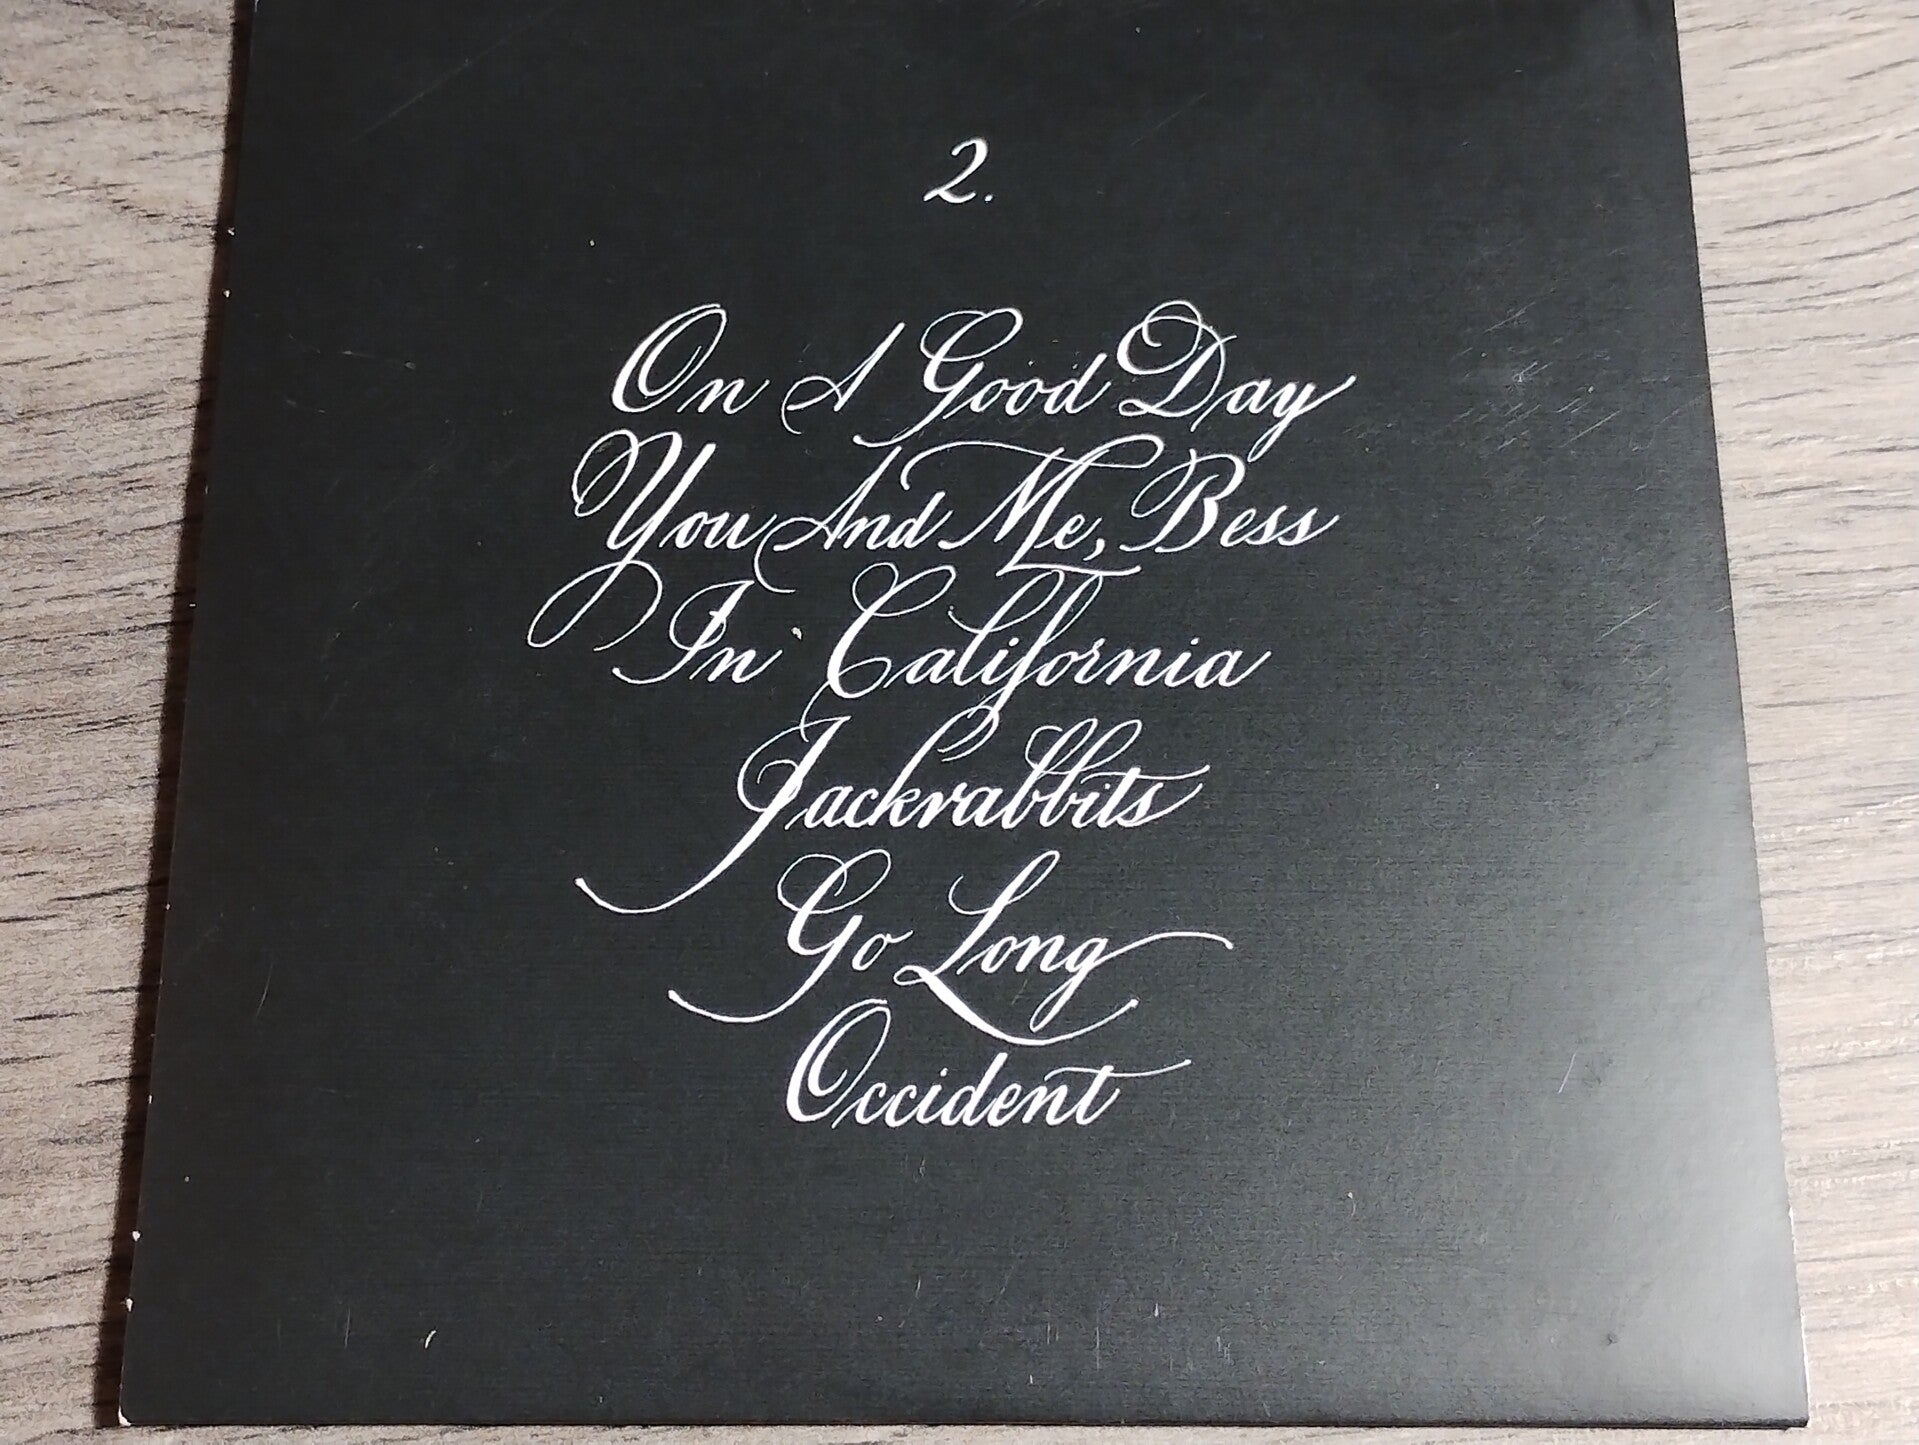 2.
On A Good Day
You And Me, Bess
In California
Jackrabbits
Go Long
Occident